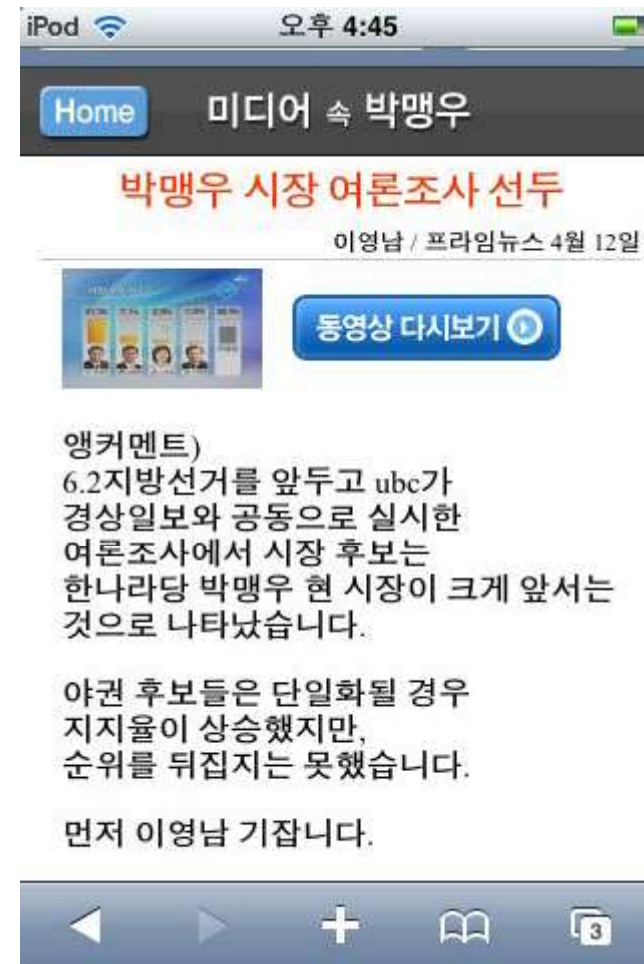 iPod 오후 4:45
Home 미디어 속 박맹우
박맹우 시장 여론조사 선두
이영남 / 프라임뉴스 4월 12일
동영상 다시보기
앵커멘트)
6.2지방선거를 앞두고 ubc가
경상일보와 공동으로 실시한
여론조사에서 시장 후보는
한나라당 박맹우 현 시장이 크게 앞서는
것으로 나타났습니다.
야권 후보들은 단일화될 경우
지지율이 상승했지만,
순위를 뒤집지는 못했습니다.
먼저 이영남 기잡니다.
3